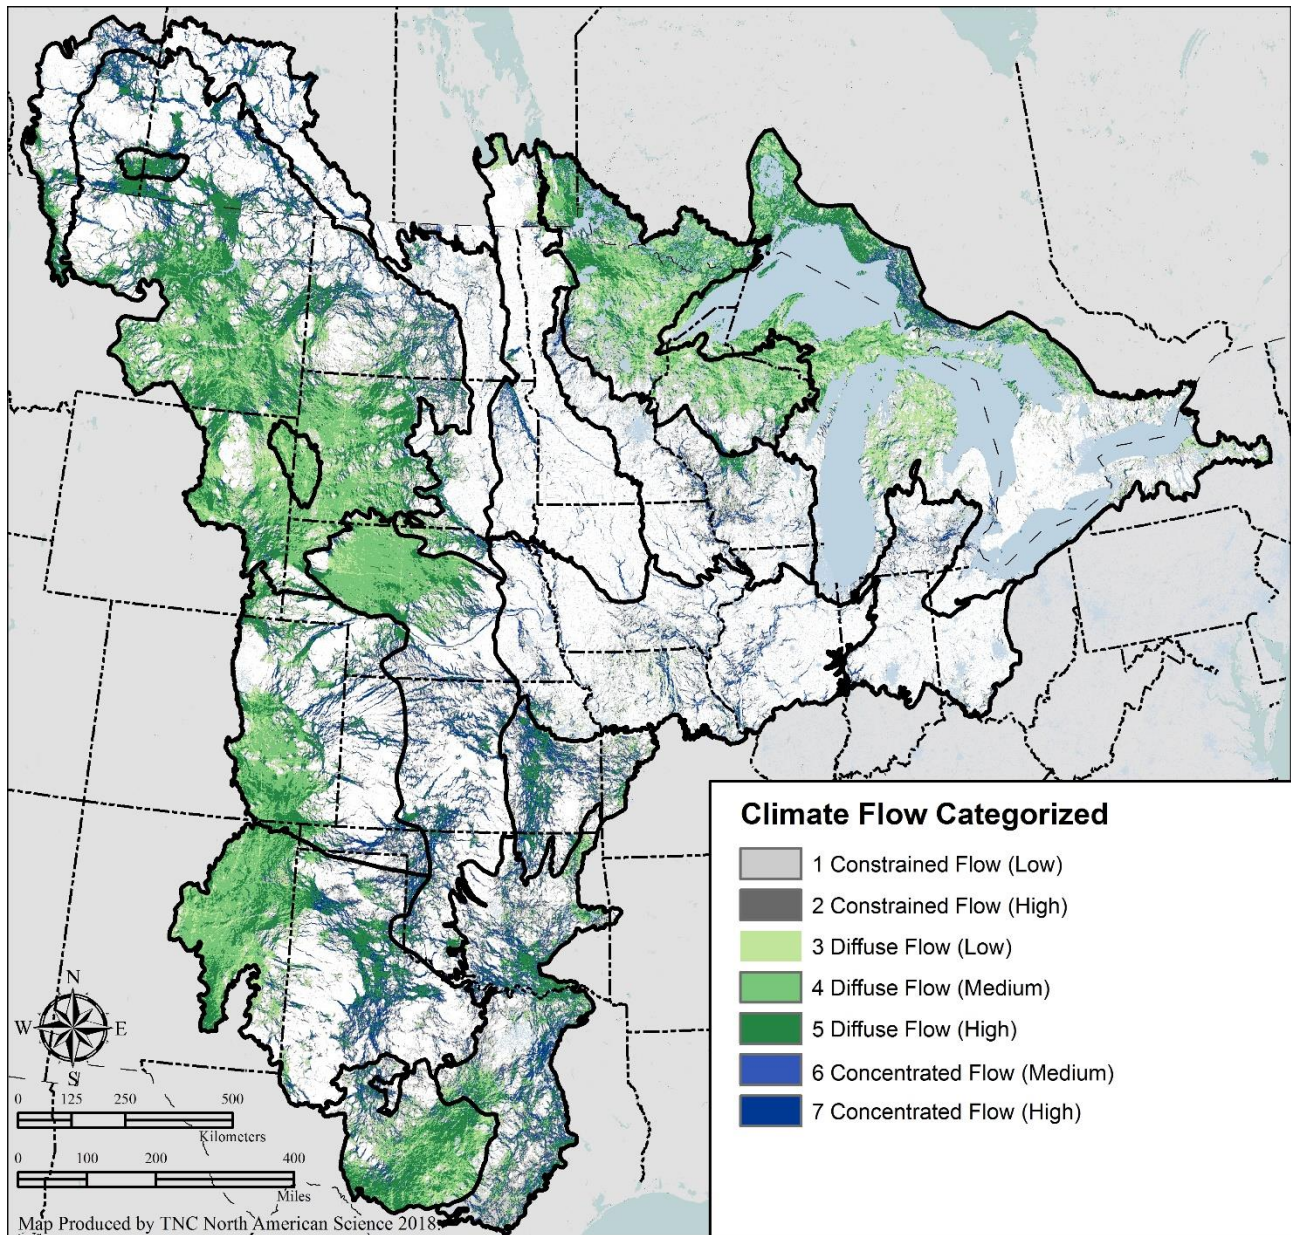 Climate Flow Categorized
1 Constrained Flow (Low)
2 Constrained Flow (High)
3 Diffuse Flow (Low)
4 Diffuse Flow (Medium)
5 Diffuse Flow (High)
6 Concentrated Flow (Medium)
7 Concentrated Flow (High)
N
W E
S
0 125 250 500
Kilometers
0 100 200 400
Miles
Map Produced by TNC North American Science 2018.